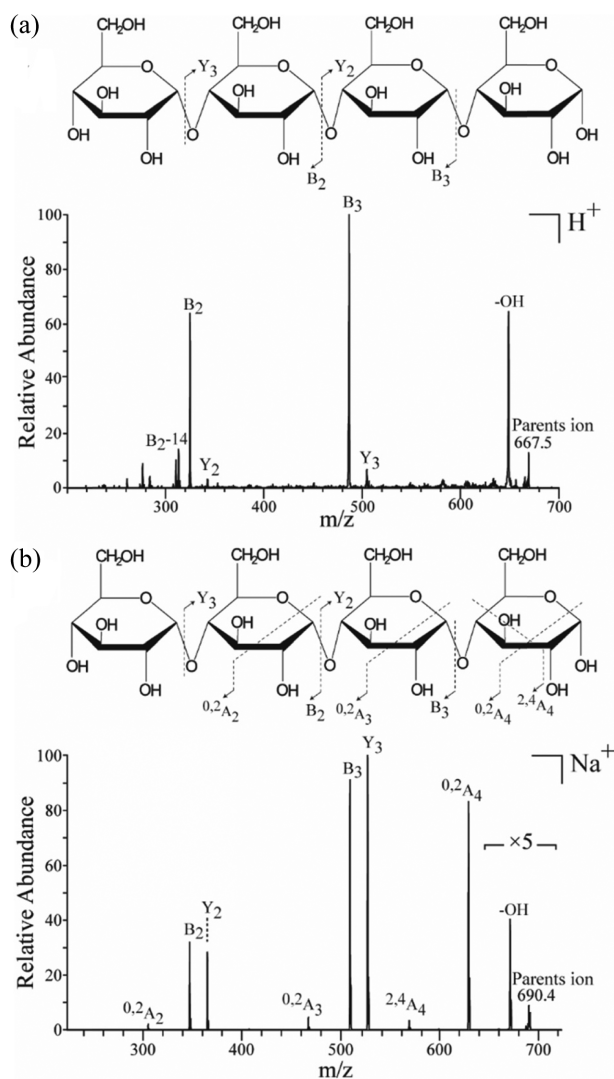 (a)
CH₂OH CH₂OH CH₂OH CH₂OH
Y₃ Y₂
O O O O
OH OH OH OH
OH O O O OH
OH OH OH OH
B₂ B₃
H⁺
Relative Abundance
100
80
60
40
20
0
B₃
B₂
-OH
B₂-14
Y₂
Y₃
Parents ion
667.5
400 600 700
m/z
(b)
CH₂OH CH₂OH CH₂OH CH₂OH
Y₃ Y₂
O O O O
OH OH OH OH
OH O O O OH
OH OH OH OH
0,2A₂ B₂ 0,2A₃ B₃ 0,2A₄ 2,4A₄
Na⁺
Relative Abundance
100
80
60
40
20
0
Y₃
B₃
0,2A₄
×5
Y₂
B₂
-OH
0,2A₂
0,2A₃
2,4A₄
Parents ion
690.4
300 400 500 600 700
m/z